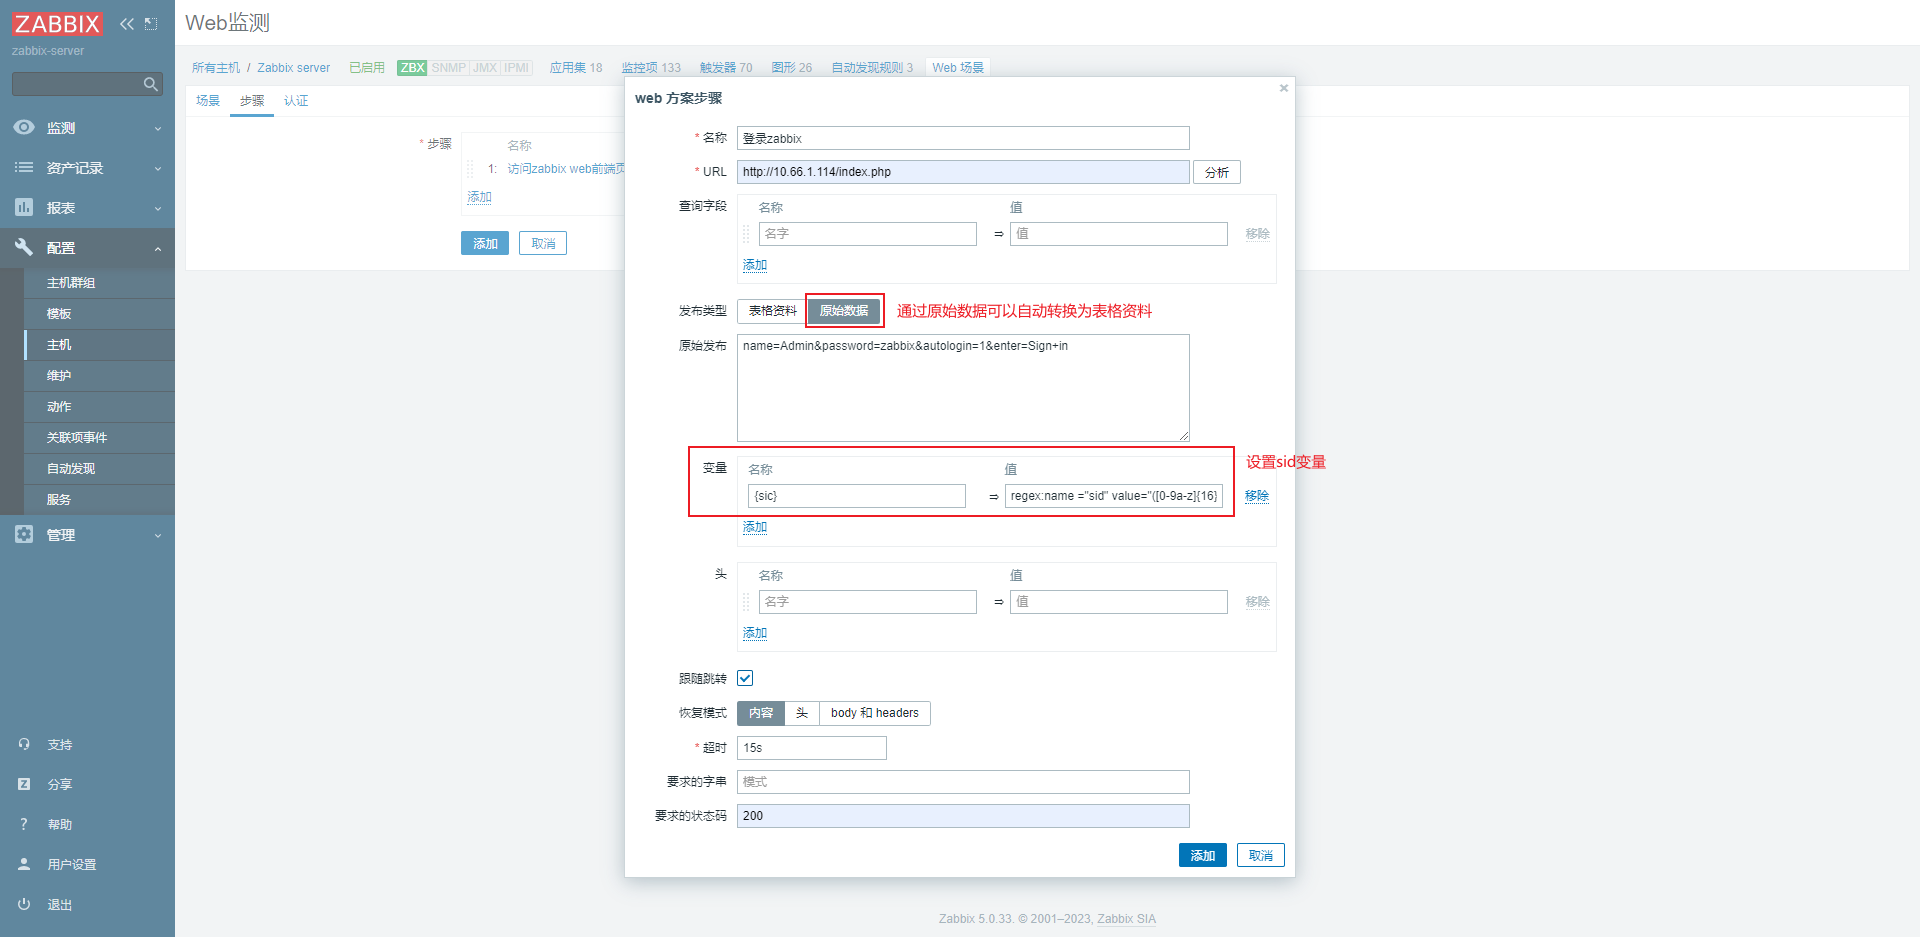 ZABBIX
zabbix-server
监测
资产记录
报表
配置
主机群组
模板
主机
维护
动作
关联项事件
自动发现
服务
管理
支持
Z 分享
? 帮助
用户设置
退出
Web监测
所有主机 / Zabbix server 已启用 ZBX SNMP JMX IPMI 应用集 18 监控项 133 触发器 70 图形 26 自动发现规则 3 Web 场景
场景 步骤 认证
* 步骤 名称
1: 访问zabbix web前端页
添加
添加 取消
web 方案步骤
* 名称 登录zabbix
* URL http://10.66.1.114/index.php 分析
查询字段 名称 值
名字 ⇒ 值 移除
添加
发布类型 表格资料 原始数据 通过原始数据可以自动转换为表格资料
原始发布 name=Admin&password=zabbix&autologin=1&enter=Sign+in
变量 名称 值 设置sid变量
{sic} ⇒ regex:name ="sid" value="([0-9a-z]{16} 移除
添加
头 名称 值
名字 ⇒ 值 移除
添加
跟随跳转
恢复模式 内容 头 body 和 headers
* 超时 15s
要求的字串 模式
要求的状态码 200
添加 取消
Zabbix 5.0.33. © 2001–2023, Zabbix SIA